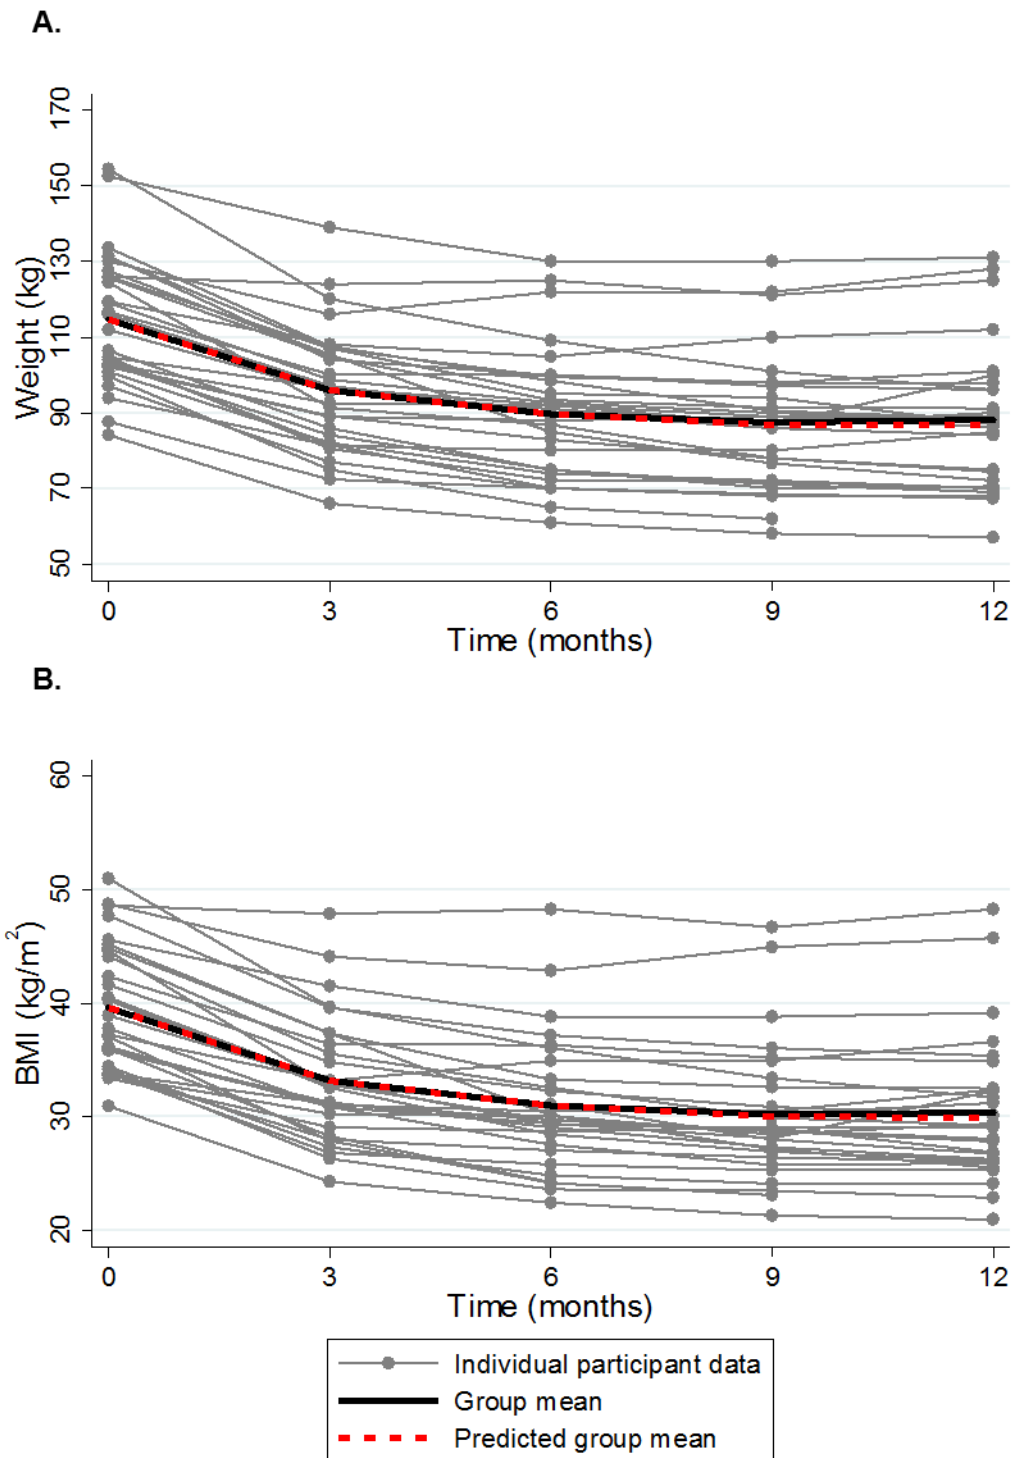 A.
170
150
130
110
90
70
50
Weight (kg)
0 3 6 9 12
Time (months)
B.
60
50
40
30
20
BMI (kg/m²)
0 3 6 9 12
Time (months)
Individual participant data
Group mean
Predicted group mean